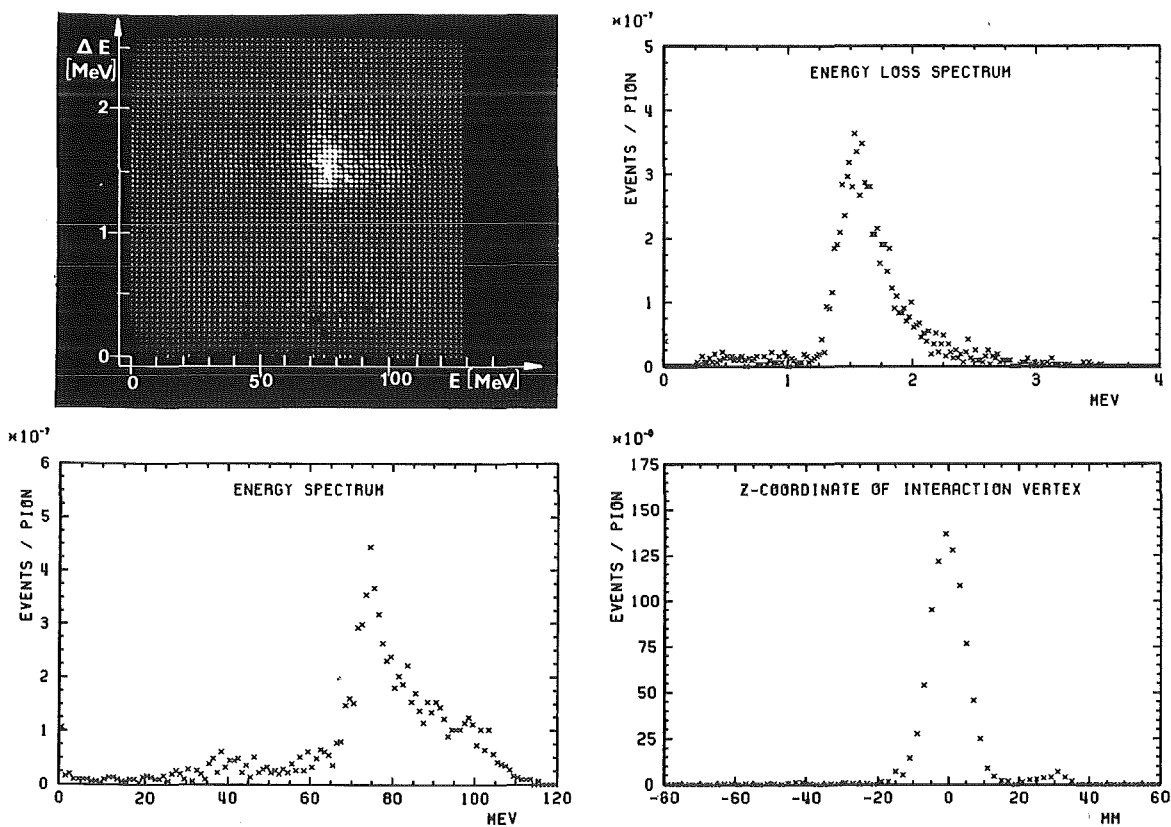 ΔE
[MeV]
2
1
0
0 50 100 E [MeV]
×10⁻⁷
5
4
3
2
1
0
ENERGY LOSS SPECTRUM
EVENTS / PION
0 1 2 3 4
MEV
×10⁻⁷
6
5
4
3
2
1
0
ENERGY SPECTRUM
EVENTS / PION
0 20 40 60 80 100 120
MEV
175
150
125
100
75
50
25
0
Z-COORDINATE OF INTERACTION VERTEX
EVENTS / PION
-80 -60 -40 -20 0 20 40 60
MM